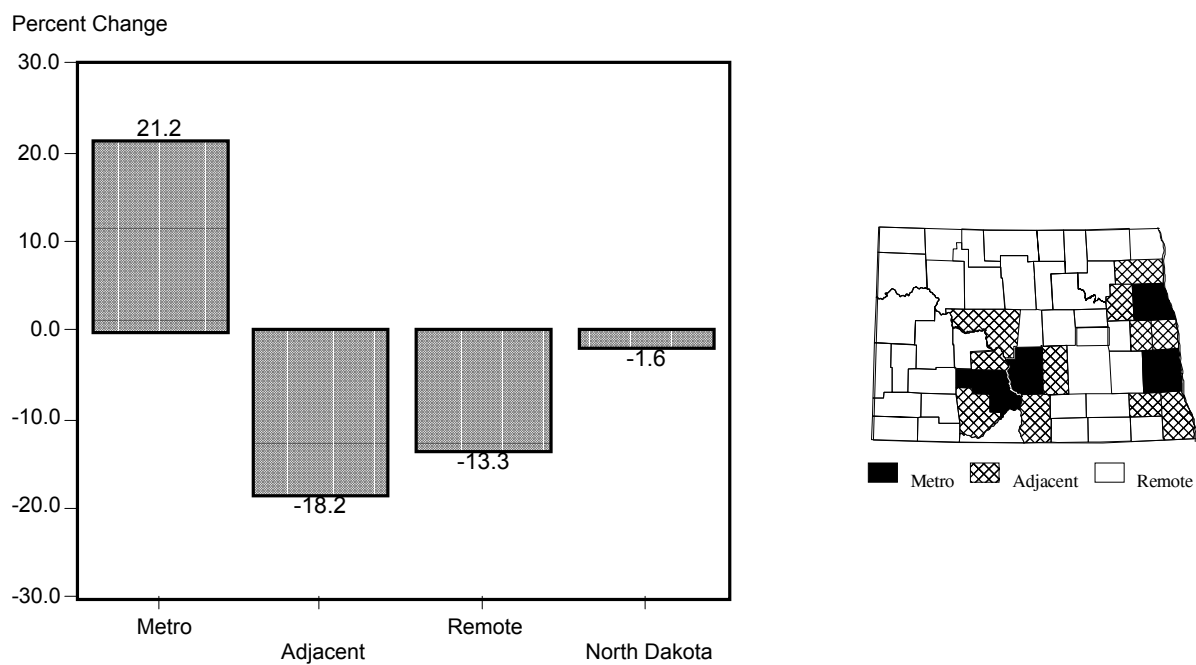 Percent Change
30.0
20.0
10.0
0.0
-10.0
-20.0
-30.0
21.2
-18.2
-13.3
-1.6
Metro
Adjacent
Remote
North Dakota
Metro Adjacent Remote